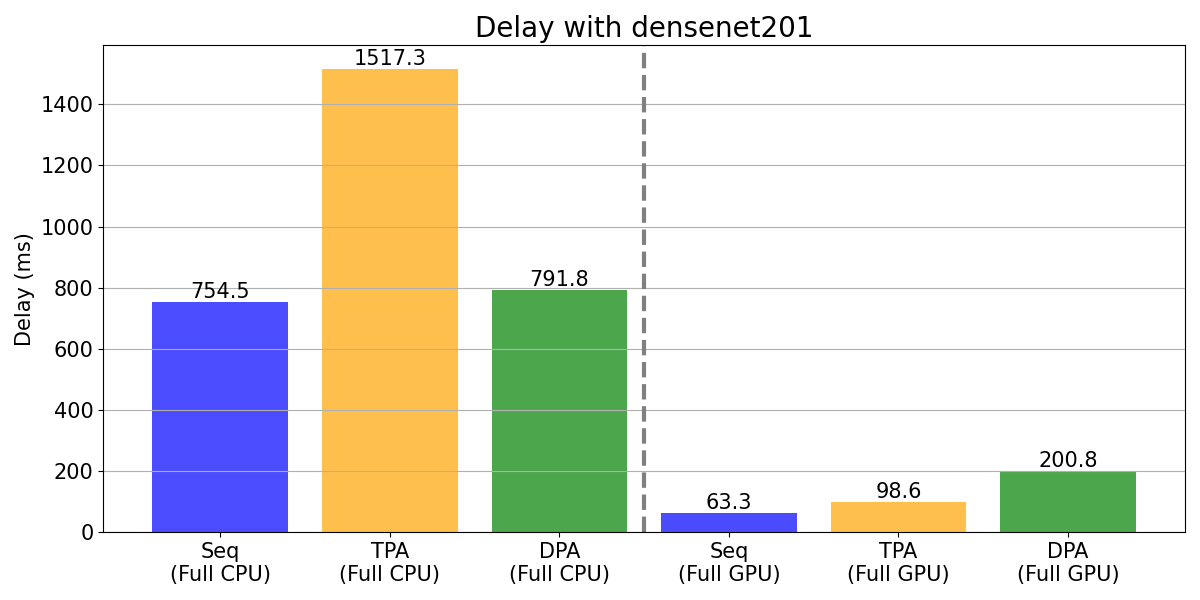 Delay with densenet201
Delay (ms)
1400
1200
1000
800
600
400
200
0
754.5
1517.3
791.8
63.3
98.6
200.8
Seq
(Full CPU)
TPA
(Full CPU)
DPA
(Full CPU)
Seq
(Full GPU)
TPA
(Full GPU)
DPA
(Full GPU)